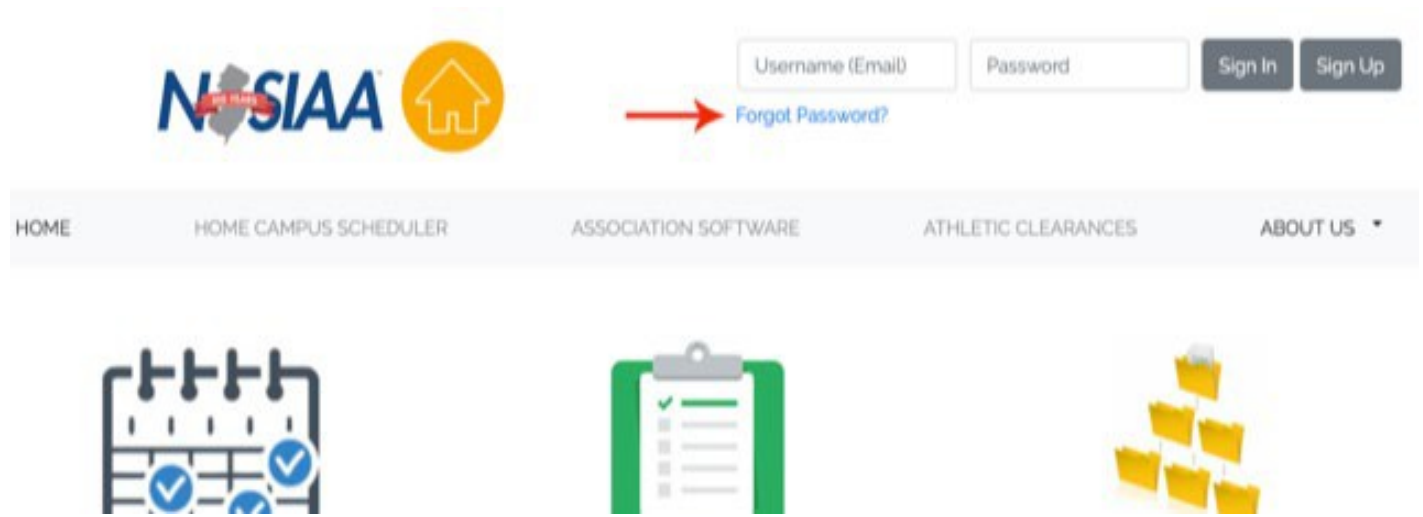 Username (Email)
Password
Sign In
Sign Up
NJSIAA
Forgot Password?
HOME
HOME CAMPUS SCHEDULER
ASSOCIATION SOFTWARE
ATHLETIC CLEARANCES
ABOUT US